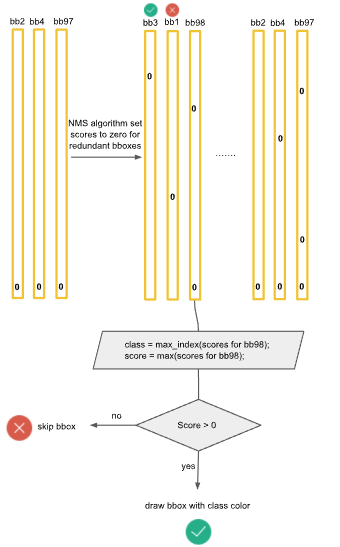 bb2 bb4 bb97
bb3 bb1 bb98
bb2 bb4 bb97
0
0
0
0
0
0
NMS algorithm set
scores to zero for
redundant bboxes
.......
0 0 0
0
0 0 0
class = max_index(scores for bb98);
score = max(scores for bb98);
Score > 0
no
skip bbox
yes
draw bbox with class color